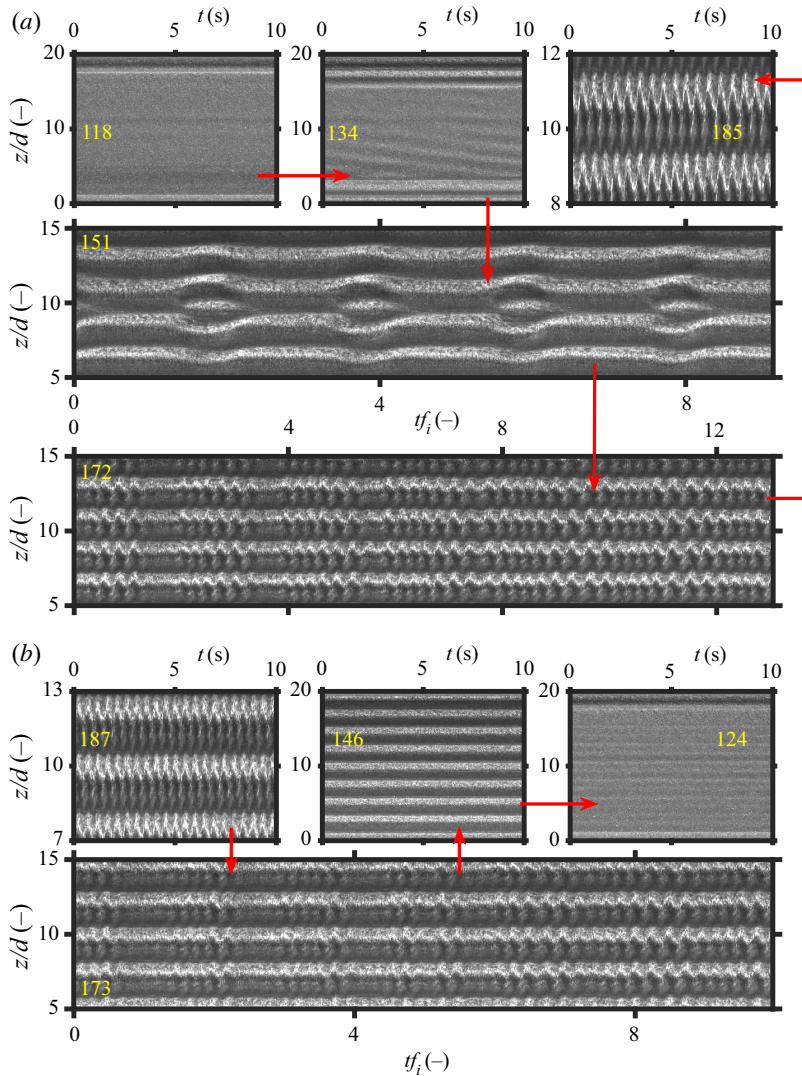 (a)
t (s) t (s) t (s)
0 5 10 0 5 10 0 5 10
20 20 12
z/d (–) 10 118 10 134 10 185
0 0 8
15
151
z/d (–) 10
5
4 8
tf_i (–)
0 4 8 12
15
172
z/d (–) 10
5
(b)
t (s) t (s) t (s)
0 5 10 0 5 10 0 5 10
13 20 20
z/d (–) 10 187 10 146 10 124
7 0 0
15
z/d (–) 10
173
5
0 4 8
tf_i (–)